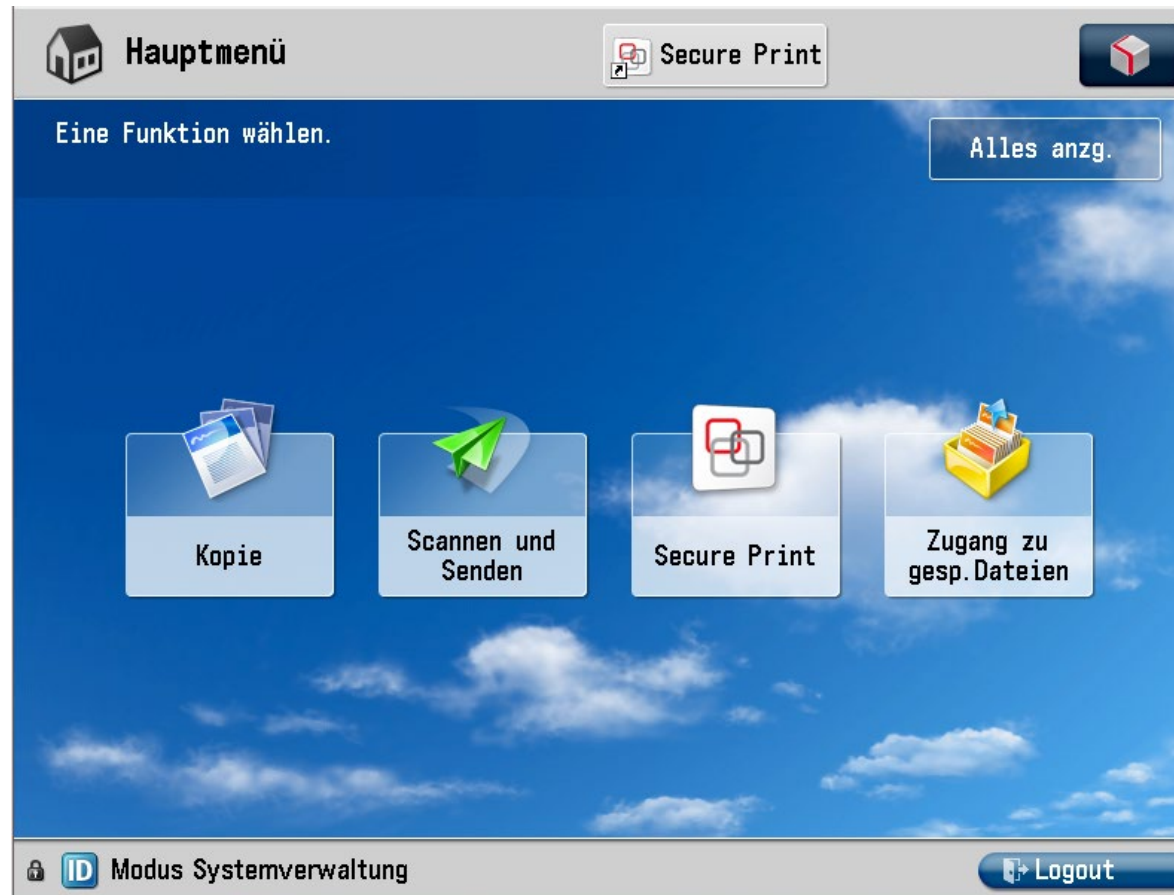 Hauptmenü
Secure Print
Eine Funktion wählen.
Alles anzg.
Kopie
Scannen und
Senden
Secure Print
Zugang zu
gesp.Dateien
ID
Modus Systemverwaltung
Logout